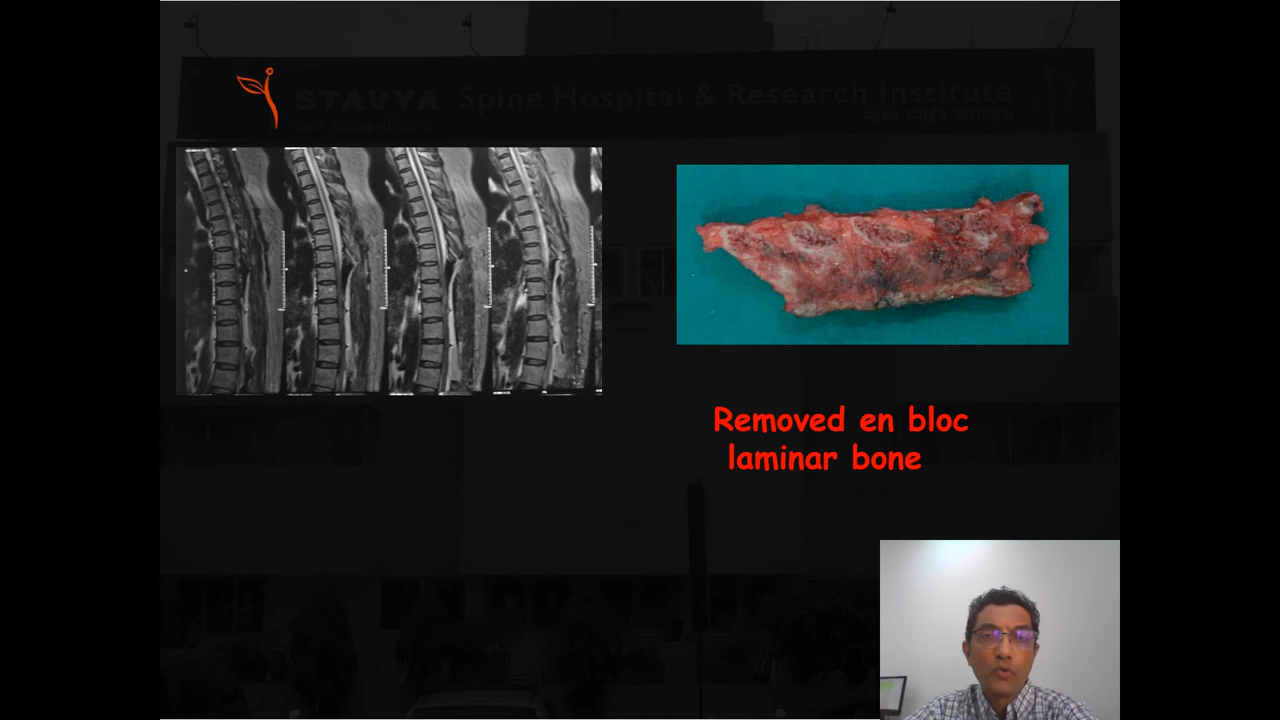 STAVYA Spine Hospital & Research Institute
Removed en bloc
laminar bone